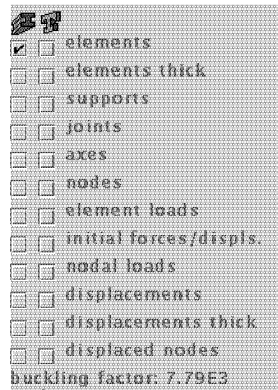 elements
elements thick
supports
joints
axes
nodes
element loads
initial forces/displs.
nodal loads
displacements
displacements thick
displaced nodes
buckling factor: 7.79E3